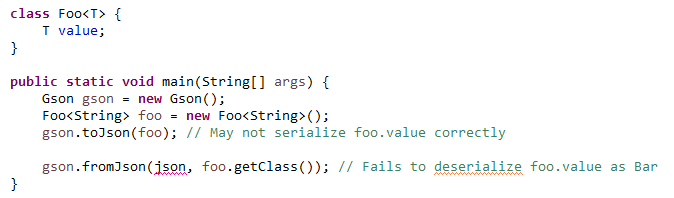 class Foo<T> {
    T value;
}
public static void main(String[] args) {
    Gson gson = new Gson();
    Foo<String> foo = new Foo<String>();
    gson.toJson(foo); // May not serialize foo.value correctly
    gson.fromJson(json, foo.getClass()); // Fails to deserialize foo.value as Bar
}